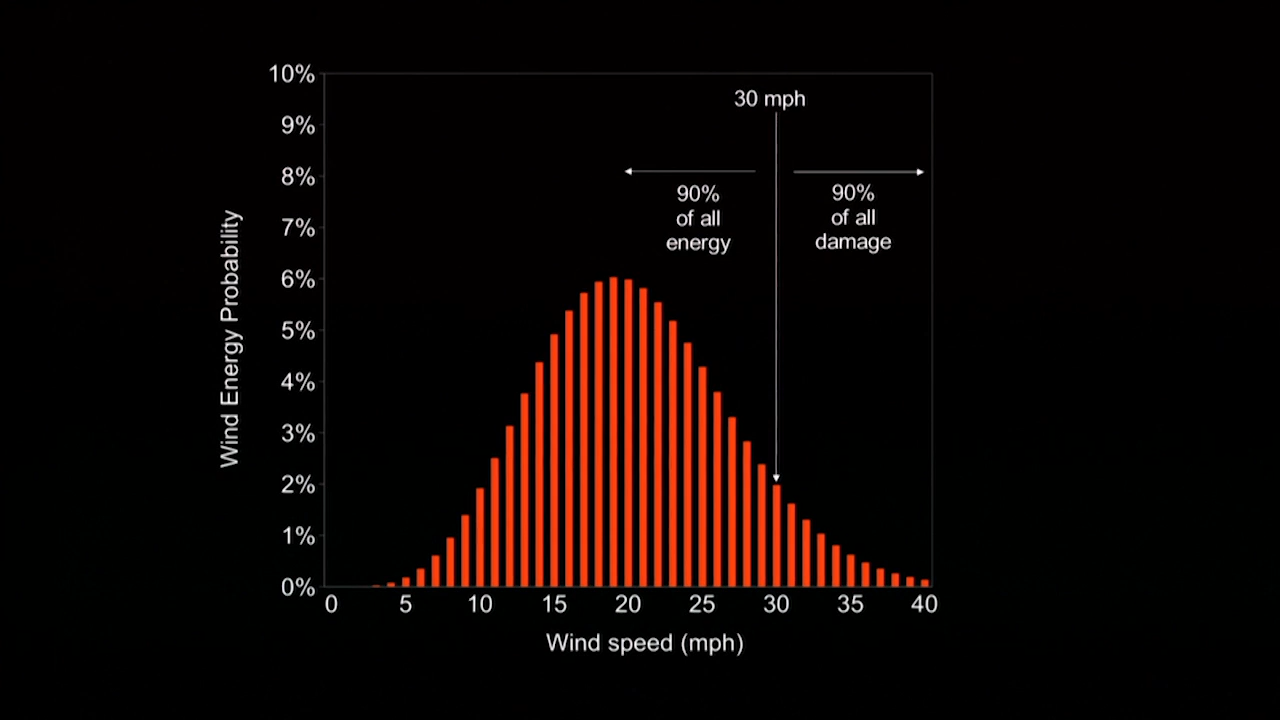 10%
30 mph
9%
8%
90%
of all
energy
90%
of all
damage
7%
6%
5%
4%
3%
2%
1%
0%
Wind Energy Probability
0 5 10 15 20 25 30 35 40
Wind speed (mph)